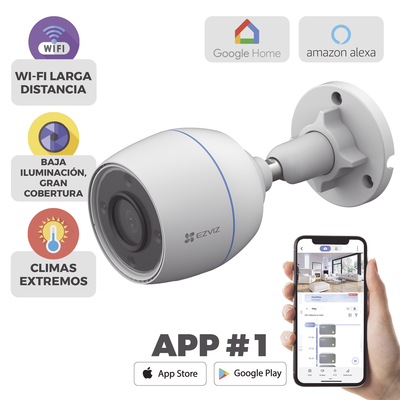 WiFi
WI-FI LARGA
DISTANCIA
Google Home
amazon alexa
BAJA
ILUMINACIÓN,
GRAN
COBERTURA
CLIMAS
EXTREMOS
EZVIZ
APP #1
App Store
Google Play